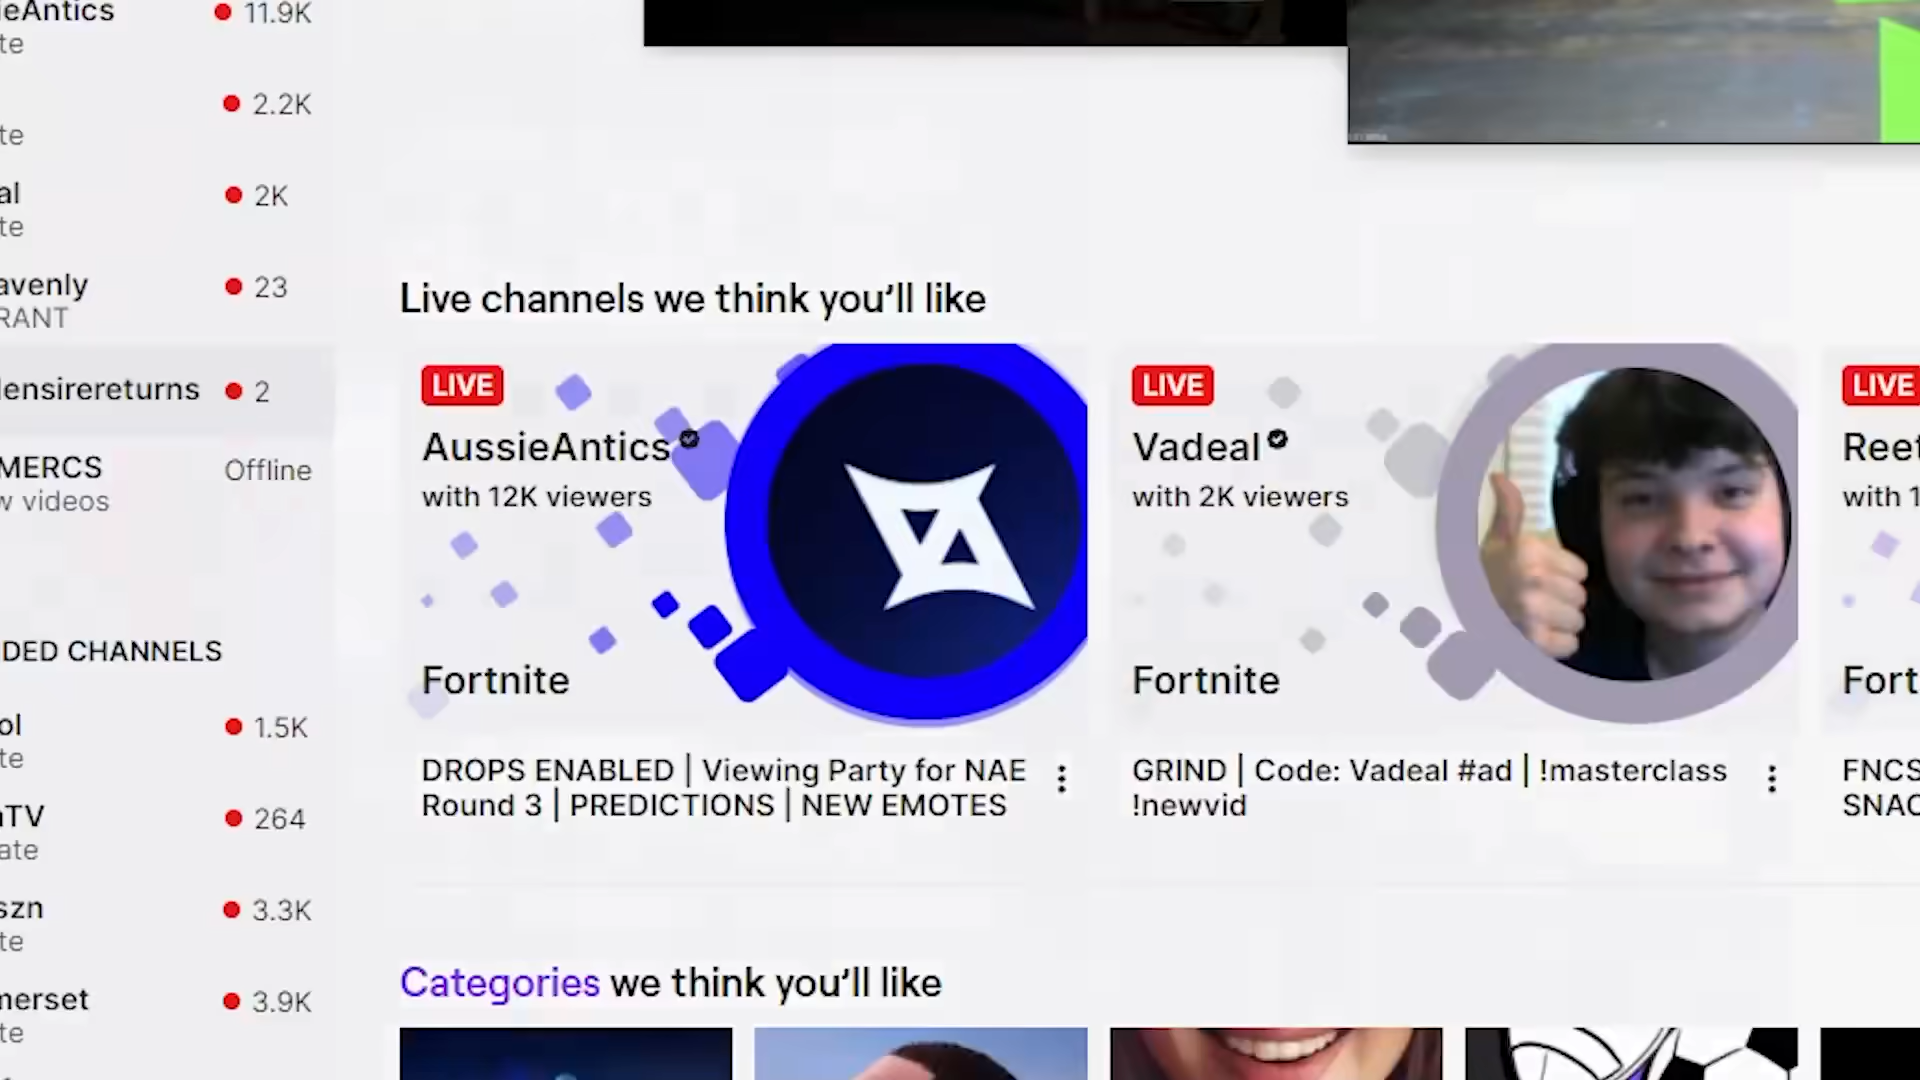 ieAntics 11.9K
te
2.2K
te
al 2K
te
avenly 23
RANT
lensirereturns 2
MERCS Offline
w videos
DED CHANNELS
ol 1.5K
te
nTV 264
ate
szn 3.3K
te
merset 3.9K
te
Live channels we think you'll like
LIVE
AussieAntics
with 12K viewers
Fortnite
DROPS ENABLED | Viewing Party for NAE
Round 3 | PREDICTIONS | NEW EMOTES
LIVE
Vadeal
with 2K viewers
Fortnite
GRIND | Code: Vadeal #ad | !masterclass
!newvid
LIVE
Reet
with 1
Fort
FNCS
SNAC
Categories we think you'll like